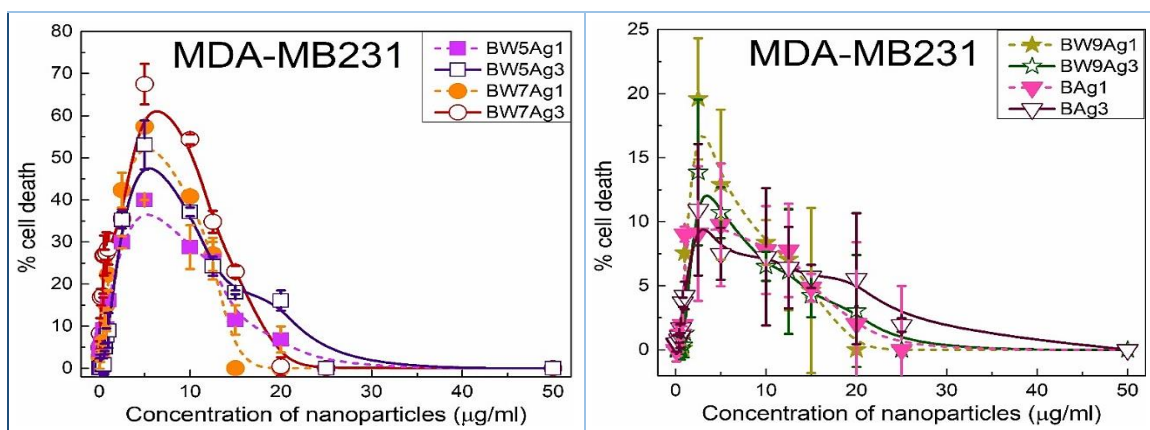 MDA-MB231
BW5Ag1
BW5Ag3
BW7Ag1
BW7Ag3
% cell death
80
70
60
50
40
30
20
10
0
0 10 20 30 40 50
Concentration of nanoparticles (μg/ml)
MDA-MB231
BW9Ag1
BW9Ag3
BAg1
BAg3
% cell death
25
20
15
10
5
0
0 10 20 30 40 50
Concentration of nanoparticles (μg/ml)